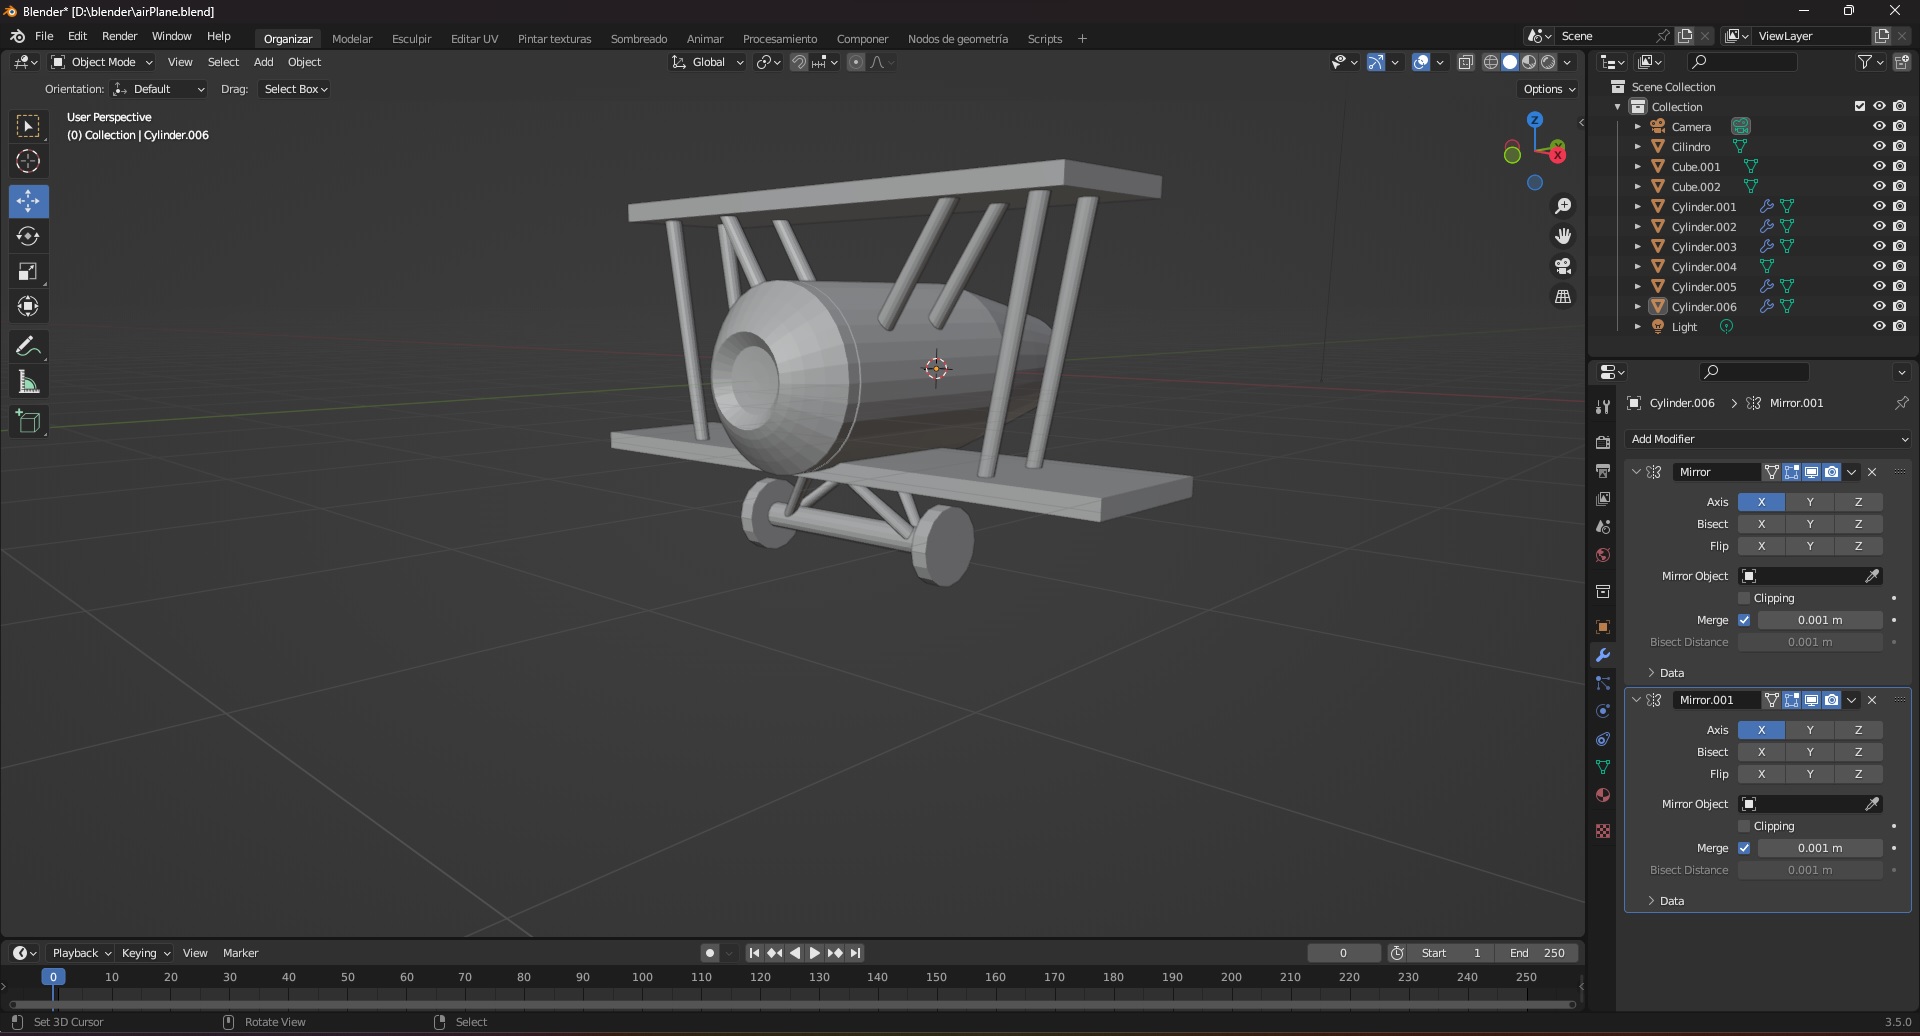 Blender* [D:\blender\airPlane.blend]
File Edit Render Window Help Organizar Modelar Esculpir Editar UV Pintar texturas Sombreado Animar Procesamiento Componer Nodos de geometría Scripts + Scene ViewLayer
Object Mode View Select Add Object Global
Orientation: Default Drag: Select Box Options
User Perspective
(0) Collection | Cylinder.006
Z
Y
X
Scene Collection
Collection
Camera
Cilindro
Cube.001
Cube.002
Cylinder.001
Cylinder.002
Cylinder.003
Cylinder.004
Cylinder.005
Cylinder.006
Light
Cylinder.006 > Mirror.001
Add Modifier
Mirror
Axis X Y Z
Bisect X Y Z
Flip X Y Z
Mirror Object
Clipping
Merge 0.001 m
Bisect Distance 0.001 m
> Data
Mirror.001
Axis X Y Z
Bisect X Y Z
Flip X Y Z
Mirror Object
Clipping
Merge 0.001 m
Bisect Distance 0.001 m
> Data
Playback Keying View Marker 0 Start 1 End 250
0 10 20 30 40 50 60 70 80 90 100 110 120 130 140 150 160 170 180 190 200 210 220 230 240 250
Set 3D Cursor Rotate View Select 3.5.0